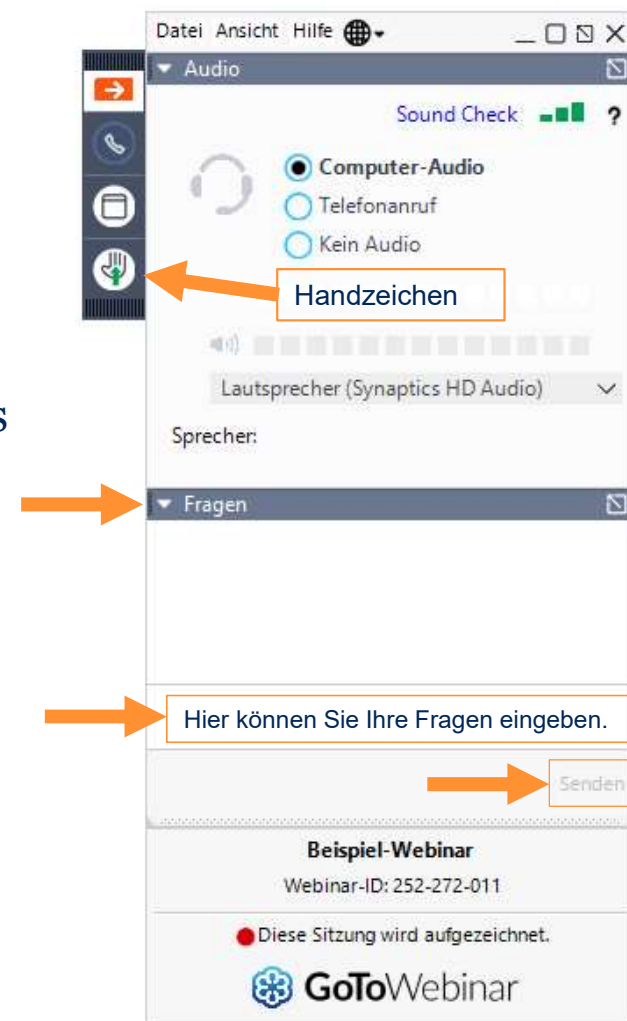 Datei Ansicht Hilfe
Audio
Sound Check ?
Computer-Audio
Telefonanruf
Kein Audio
Handzeichen
Lautsprecher (Synaptics HD Audio)
s
Sprecher:
Fragen
Hier können Sie Ihre Fragen eingeben.
Senden
Beispiel-Webinar
Webinar-ID: 252-272-011
Diese Sitzung wird aufgezeichnet.
GoToWebinar